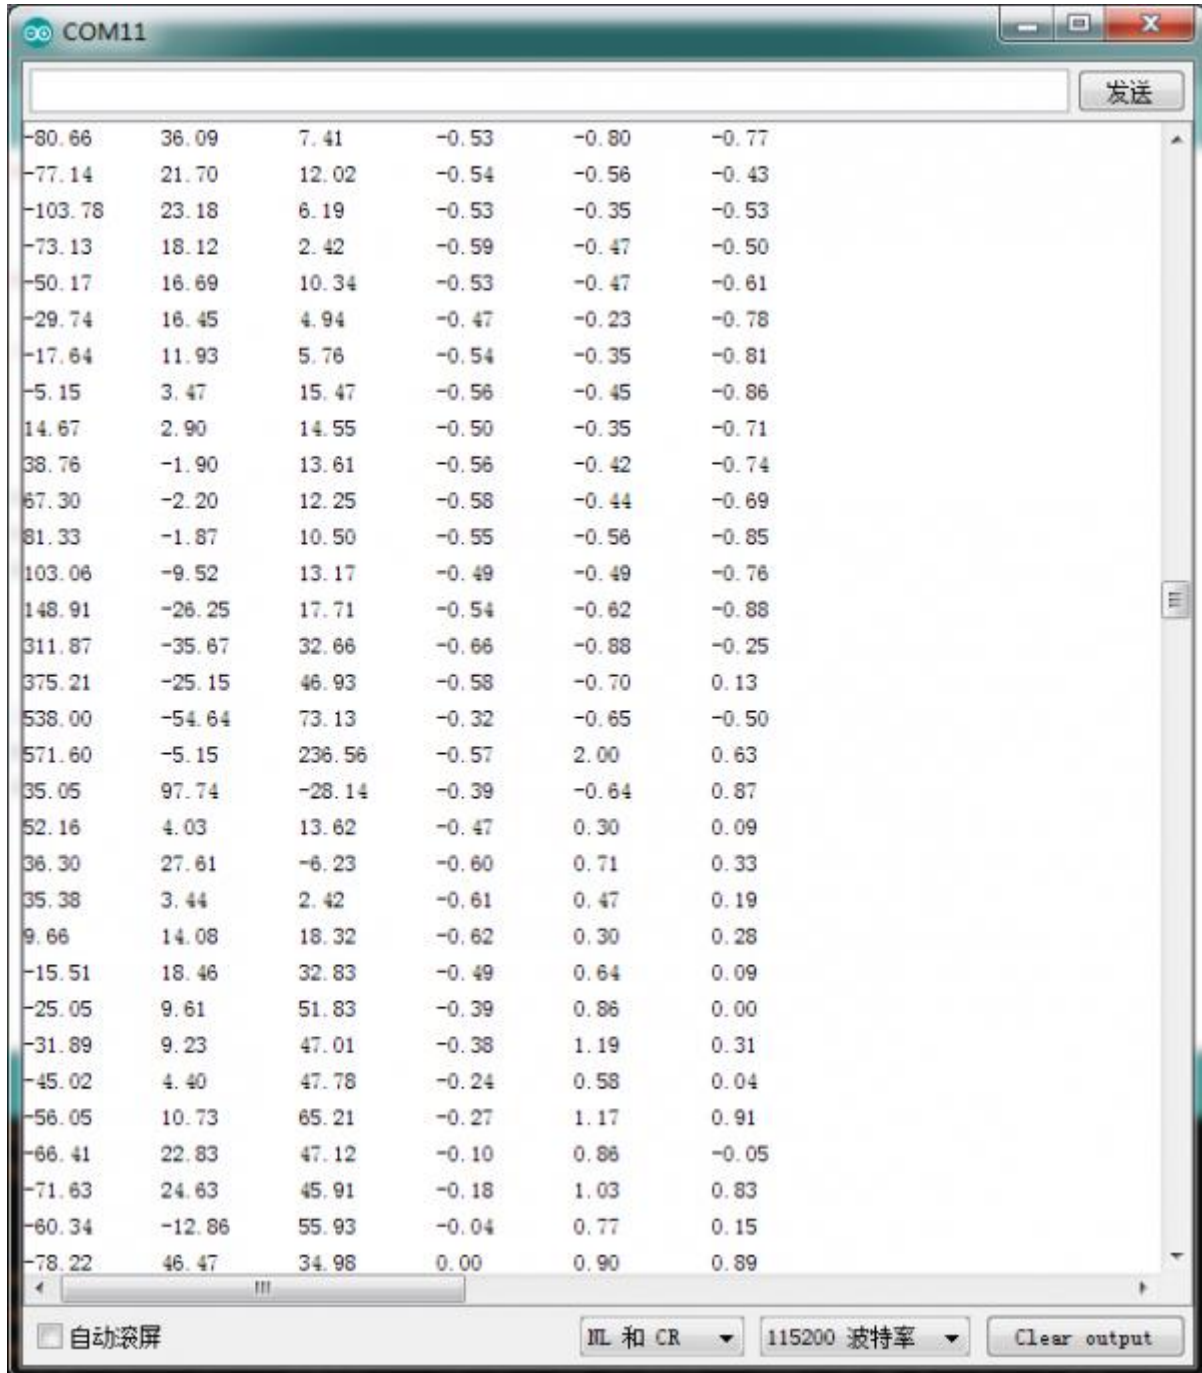 COM11
发送
-80.66 36.09 7.41 -0.53 -0.80 -0.77
-77.14 21.70 12.02 -0.54 -0.56 -0.43
-103.78 23.18 6.19 -0.53 -0.35 -0.53
-73.13 18.12 2.42 -0.59 -0.47 -0.50
-50.17 16.69 10.34 -0.53 -0.47 -0.61
-29.74 16.45 4.94 -0.47 -0.23 -0.78
-17.64 11.93 5.76 -0.54 -0.35 -0.81
-5.15 3.47 15.47 -0.56 -0.45 -0.86
14.67 2.90 14.55 -0.50 -0.35 -0.71
38.76 -1.90 13.61 -0.56 -0.42 -0.74
67.30 -2.20 12.25 -0.58 -0.44 -0.69
81.33 -1.87 10.50 -0.55 -0.56 -0.85
103.06 -9.52 13.17 -0.49 -0.49 -0.76
148.91 -26.25 17.71 -0.54 -0.62 -0.88
311.87 -35.67 32.66 -0.66 -0.88 -0.25
375.21 -25.15 46.93 -0.58 -0.70 0.13
538.00 -54.64 73.13 -0.32 -0.65 -0.50
571.60 -5.15 236.56 -0.57 2.00 0.63
35.05 97.74 -28.14 -0.39 -0.64 0.87
52.16 4.03 13.62 -0.47 0.30 0.09
36.30 27.61 -6.23 -0.60 0.71 0.33
35.38 3.44 2.42 -0.61 0.47 0.19
9.66 14.08 18.32 -0.62 0.30 0.28
-15.51 18.46 32.83 -0.49 0.64 0.09
-25.05 9.61 51.83 -0.39 0.86 0.00
-31.89 9.23 47.01 -0.38 1.19 0.31
-45.02 4.40 47.78 -0.24 0.58 0.04
-56.05 10.73 65.21 -0.27 1.17 0.91
-66.41 22.83 47.12 -0.10 0.86 -0.05
-71.63 24.63 45.91 -0.18 1.03 0.83
-60.34 -12.86 55.93 -0.04 0.77 0.15
-78.22 46.47 34.98 0.00 0.90 0.89
自动滚屏 NL 和 CR 115200 波特率 Clear output